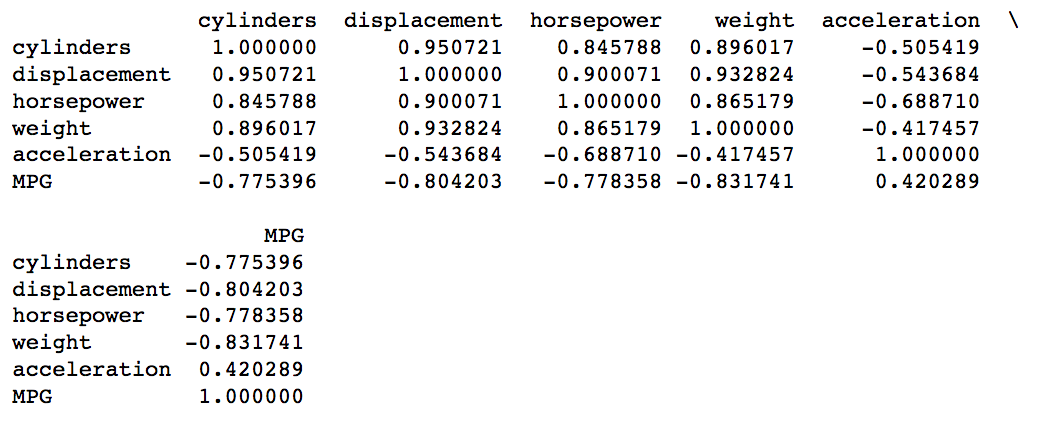 cylinders  displacement  horsepower    weight  acceleration  \
cylinders      1.000000      0.950721    0.845788  0.896017     -0.505419
displacement   0.950721      1.000000    0.900071  0.932824     -0.543684
horsepower     0.845788      0.900071    1.000000  0.865179     -0.688710
weight         0.896017      0.932824    0.865179  1.000000     -0.417457
acceleration  -0.505419     -0.543684   -0.688710 -0.417457      1.000000
MPG           -0.775396     -0.804203   -0.778358 -0.831741      0.420289

                   MPG
cylinders    -0.775396
displacement -0.804203
horsepower   -0.778358
weight       -0.831741
acceleration  0.420289
MPG           1.000000